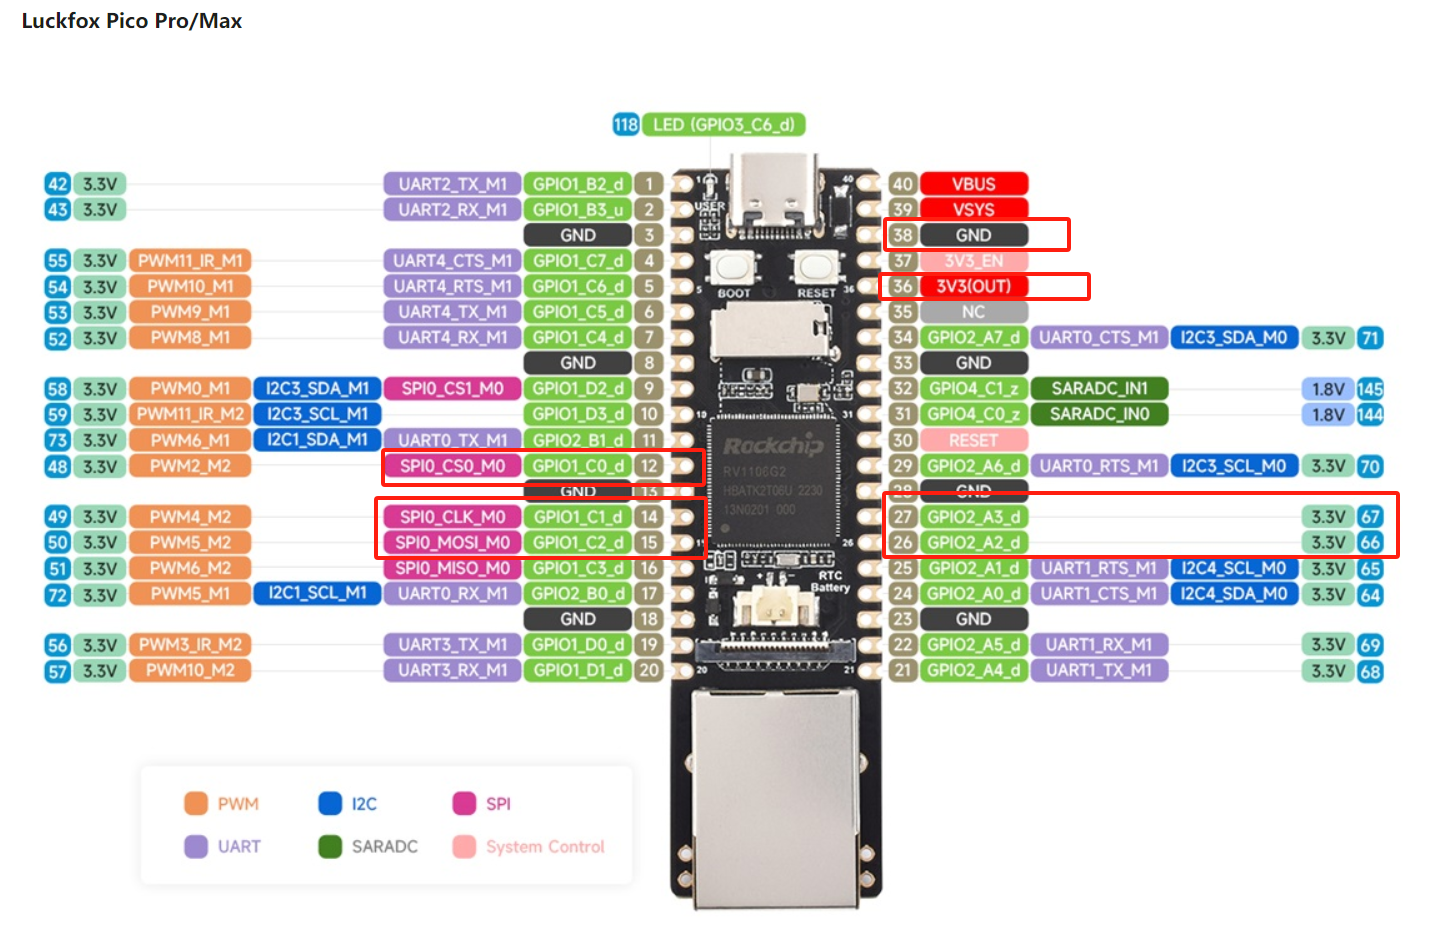 Luckfox Pico Pro/Max
118 LED (GPIO3_C6_d)
42 3.3V UART2_TX_M1 GPIO1_B2_d 1 1 40 40 VBUS
USER
43 3.3V UART2_RX_M1 GPIO1_B3_u 2 39 VSYS
GND 3 38 GND
55 3.3V PWM11_IR_M1 UART4_CTS_M1 GPIO1_C7_d 4 37 3V3_EN
54 3.3V PWM10_M1 UART4_RTS_M1 GPIO1_C6_d 5 5 BOOT RESET 36 36 3V3(OUT)
53 3.3V PWM9_M1 UART4_TX_M1 GPIO1_C5_d 6 35 NC
52 3.3V PWM8_M1 UART4_RX_M1 GPIO1_C4_d 7 34 GPIO2_A7_d UART0_CTS_M1 I2C3_SDA_M0 3.3V 71
GND 8 33 GND
58 3.3V PWM0_M1 I2C3_SDA_M1 SPI0_CS1_M0 GPIO1_D2_d 9 32 GPIO4_C1_z SARADC_IN1 1.8V 145
59 3.3V PWM11_IR_M2 I2C3_SCL_M1 GPIO1_D3_d 10 10 31 31 GPIO4_C0_z SARADC_IN0 1.8V 144
73 3.3V PWM6_M1 I2C1_SDA_M1 UART0_TX_M1 GPIO2_B1_d 11 Rockchip 30 RESET
48 3.3V PWM2_M2 SPI0_CS0_M0 GPIO1_C0_d 12 RV1106G2 29 GPIO2_A6_d UART0_RTS_M1 I2C3_SCL_M0 3.3V 70
GND 13 HBATK2T06U 2230 28 GND
49 3.3V PWM4_M2 SPI0_CLK_M0 GPIO1_C1_d 14 13N0201 000 27 GPIO2_A3_d 3.3V 67
50 3.3V PWM5_M2 SPI0_MOSI_M0 GPIO1_C2_d 15 26 26 GPIO2_A2_d 3.3V 66
51 3.3V PWM6_M2 SPI0_MISO_M0 GPIO1_C3_d 16 RTC 25 GPIO2_A1_d UART1_RTS_M1 I2C4_SCL_M0 3.3V 65
Battery
72 3.3V PWM5_M1 I2C1_SCL_M1 UART0_RX_M1 GPIO2_B0_d 17 24 GPIO2_A0_d UART1_CTS_M1 I2C4_SDA_M0 3.3V 64
GND 18 23 GND
56 3.3V PWM3_IR_M2 UART3_TX_M1 GPIO1_D0_d 19 22 GPIO2_A5_d UART1_RX_M1 3.3V 69
57 3.3V PWM10_M2 UART3_RX_M1 GPIO1_D1_d 20 20 21 21 GPIO2_A4_d UART1_TX_M1 3.3V 68
PWM I2C SPI
UART SARADC System Control